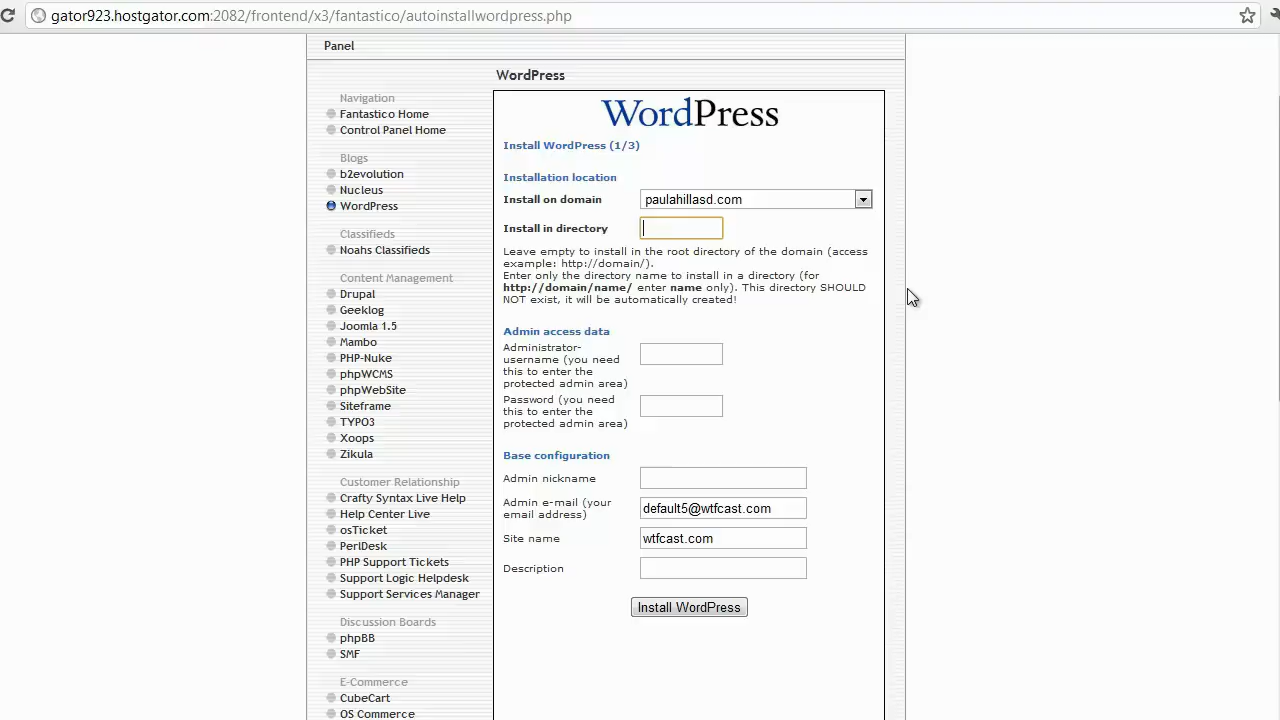 gator923.hostgator.com:2082/frontend/x3/fantastico/autoinstallwordpress.php
Panel
Navigation
Fantastico Home
Control Panel Home
Blogs
b2evolution
Nucleus
WordPress
Classifieds
Noahs Classifieds
Content Management
Drupal
Geeklog
Joomla 1.5
Mambo
PHP-Nuke
phpWCMS
phpWebSite
Siteframe
TYPO3
Xoops
Zikula
Customer Relationship
Crafty Syntax Live Help
Help Center Live
osTicket
PerlDesk
PHP Support Tickets
Support Logic Helpdesk
Support Services Manager
Discussion Boards
phpBB
SMF
E-Commerce
CubeCart
OS Commerce
WordPress
WordPress
Install WordPress (1/3)
Installation location
Install on domain paulahillasd.com
Install in directory
Leave empty to install in the root directory of the domain (access
example: http://domain/).
Enter only the directory name to install in a directory (for
http://domain/name/ enter name only). This directory SHOULD
NOT exist, it will be automatically created!
Admin access data
Administrator-
username (you need
this to enter the
protected admin area)
Password (you need
this to enter the
protected admin area)
Base configuration
Admin nickname
Admin e-mail (your
email address) default5@wtfcast.com
Site name wtfcast.com
Description
Install WordPress